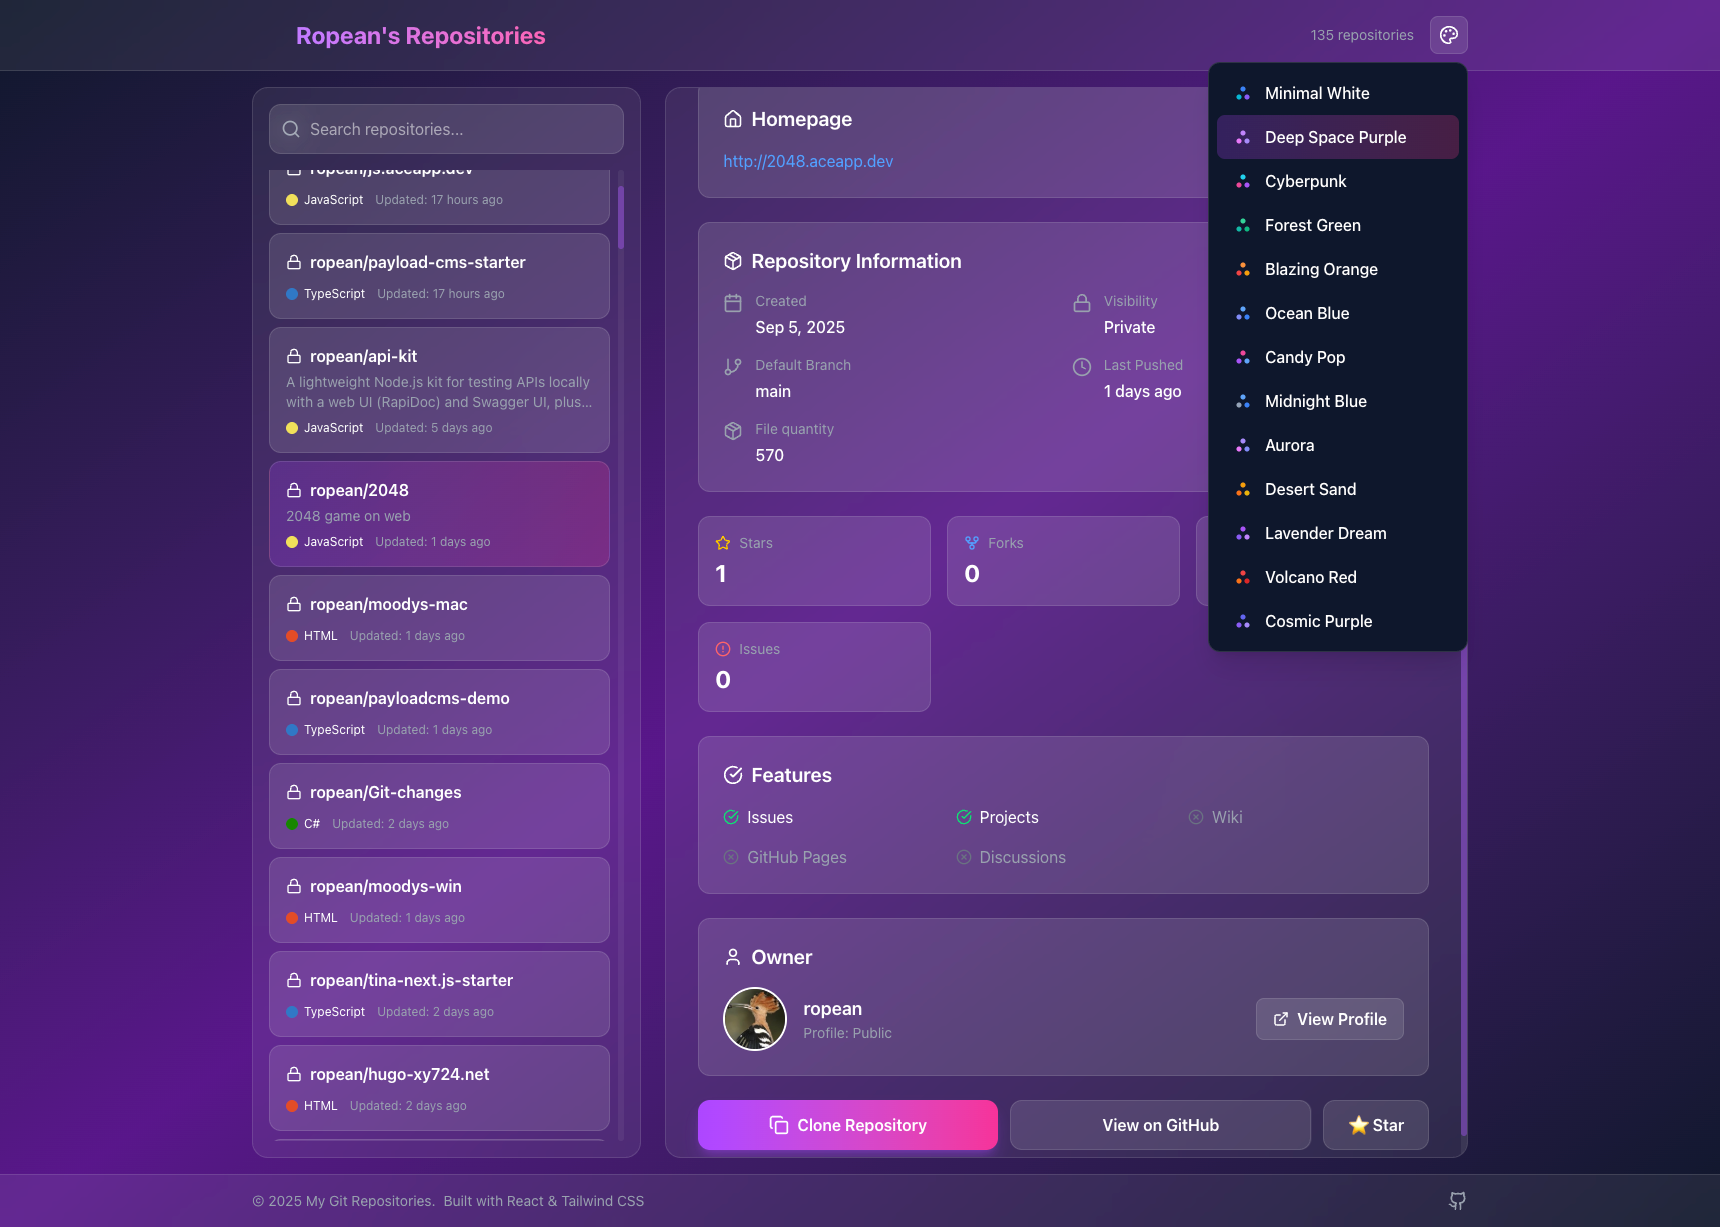 Ropean's Repositories
135 repositories
Search repositories...
ropean/js.aceapp.dev
JavaScript Updated: 17 hours ago
ropean/payload-cms-starter
TypeScript Updated: 17 hours ago
ropean/api-kit
A lightweight Node.js kit for testing APIs locally
with a web UI (RapiDoc) and Swagger UI, plus...
JavaScript Updated: 5 days ago
ropean/2048
2048 game on web
JavaScript Updated: 1 days ago
ropean/moodys-mac
HTML Updated: 1 days ago
ropean/payloadcms-demo
TypeScript Updated: 1 days ago
ropean/Git-changes
C# Updated: 2 days ago
ropean/moodys-win
HTML Updated: 1 days ago
ropean/tina-next.js-starter
TypeScript Updated: 2 days ago
ropean/hugo-xy724.net
HTML Updated: 2 days ago
Homepage
http://2048.aceapp.dev
Repository Information
Created
Sep 5, 2025
Visibility
Private
Default Branch
main
Last Pushed
1 days ago
File quantity
570
Stars
1
Forks
0
Issues
0
Features
Issues
Projects
Wiki
GitHub Pages
Discussions
Owner
ropean
Profile: Public
View Profile
Clone Repository
View on GitHub
Star
Minimal White
Deep Space Purple
Cyberpunk
Forest Green
Blazing Orange
Ocean Blue
Candy Pop
Midnight Blue
Aurora
Desert Sand
Lavender Dream
Volcano Red
Cosmic Purple
© 2025 My Git Repositories. Built with React & Tailwind CSS